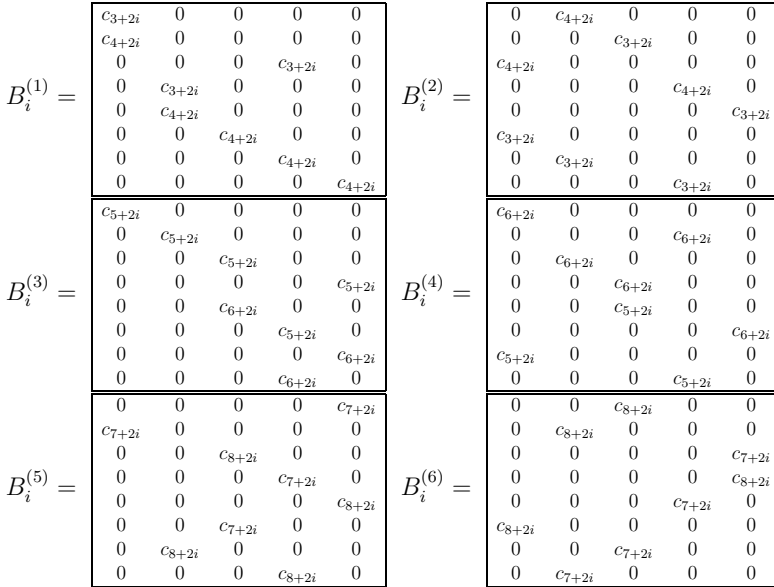 c_{3+2i} 0 0 0 0 0 c_{4+2i} 0 0 0
c_{4+2i} 0 0 0 0 0 0 c_{3+2i} 0 0
0 0 0 c_{3+2i} 0 c_{4+2i} 0 0 0 0
B_i^{(1)} = 0 c_{3+2i} 0 0 0 B_i^{(2)} = 0 0 0 c_{4+2i} 0
0 c_{4+2i} 0 0 0 0 0 0 0 c_{3+2i}
0 0 c_{4+2i} 0 0 c_{3+2i} 0 0 0 0
0 0 0 c_{4+2i} 0 0 c_{3+2i} 0 0 0
0 0 0 0 c_{4+2i} 0 0 0 c_{3+2i} 0
c_{5+2i} 0 0 0 0 c_{6+2i} 0 0 0 0
0 c_{5+2i} 0 0 0 0 0 0 c_{6+2i} 0
0 0 c_{5+2i} 0 0 0 c_{6+2i} 0 0 0
B_i^{(3)} = 0 0 0 0 c_{5+2i} B_i^{(4)} = 0 0 c_{6+2i} 0 0
0 0 c_{6+2i} 0 0 0 0 c_{5+2i} 0 0
0 0 0 c_{5+2i} 0 0 0 0 0 c_{6+2i}
0 0 0 0 c_{6+2i} c_{5+2i} 0 0 0 0
0 0 0 c_{6+2i} 0 0 0 0 c_{5+2i} 0
0 0 0 0 c_{7+2i} 0 0 c_{8+2i} 0 0
c_{7+2i} 0 0 0 0 0 c_{8+2i} 0 0 0
0 0 c_{8+2i} 0 0 0 0 0 0 c_{7+2i}
B_i^{(5)} = 0 0 0 c_{7+2i} 0 B_i^{(6)} = 0 0 0 0 c_{8+2i}
0 0 0 0 c_{8+2i} 0 0 0 c_{7+2i} 0
0 0 c_{7+2i} 0 0 c_{8+2i} 0 0 0 0
0 c_{8+2i} 0 0 0 0 0 c_{7+2i} 0 0
0 0 0 c_{8+2i} 0 0 c_{7+2i} 0 0 0